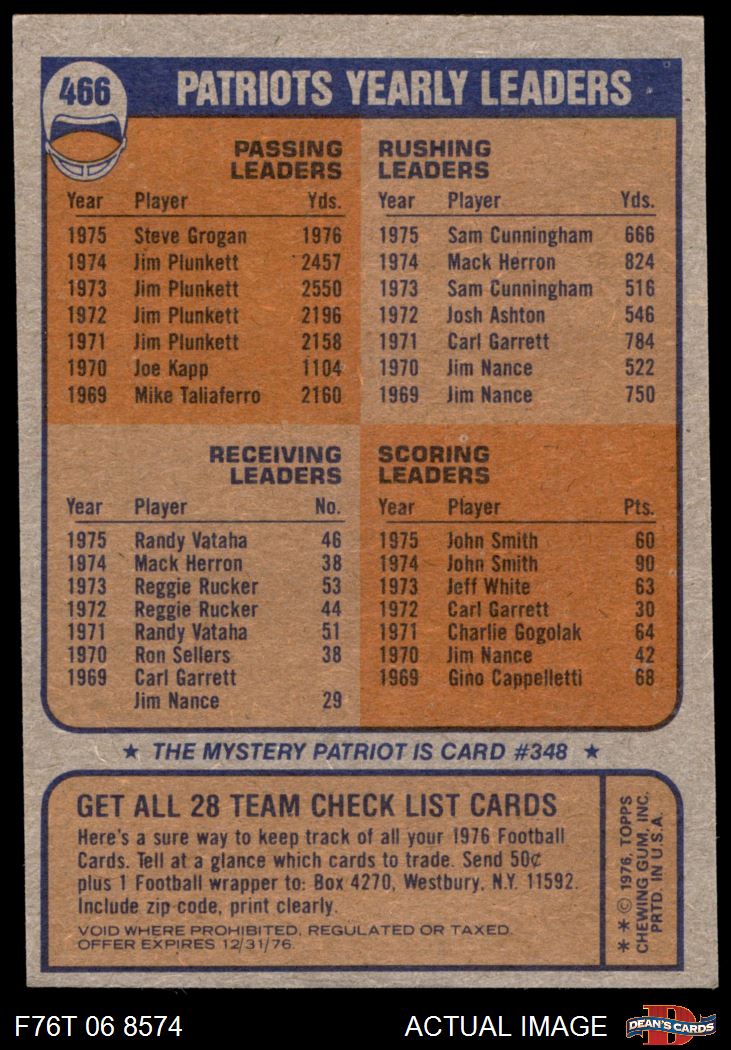 466
PATRIOTS YEARLY LEADERS
PASSING
LEADERS
Year Player Yds.
1975 Steve Grogan 1976
1974 Jim Plunkett 2457
1973 Jim Plunkett 2550
1972 Jim Plunkett 2196
1971 Jim Plunkett 2158
1970 Joe Kapp 1104
1969 Mike Taliaferro 2160
RUSHING
LEADERS
Year Player Yds.
1975 Sam Cunningham 666
1974 Mack Herron 824
1973 Sam Cunningham 516
1972 Josh Ashton 546
1971 Carl Garrett 784
1970 Jim Nance 522
1969 Jim Nance 750
RECEIVING
LEADERS
Year Player No.
1975 Randy Vataha 46
1974 Mack Herron 38
1973 Reggie Rucker 53
1972 Reggie Rucker 44
1971 Randy Vataha 51
1970 Ron Sellers 38
1969 Carl Garrett
Jim Nance 29
SCORING
LEADERS
Year Player Pts.
1975 John Smith 60
1974 John Smith 90
1973 Jeff White 63
1972 Carl Garrett 30
1971 Charlie Gogolak 64
1970 Jim Nance 42
1969 Gino Cappelletti 68
★ THE MYSTERY PATRIOT IS CARD #348 ★
GET ALL 28 TEAM CHECK LIST CARDS
Here's a sure way to keep track of all your 1976 Football
Cards. Tell at a glance which cards to trade. Send 50¢
plus 1 Football wrapper to: Box 4270, Westbury, N.Y. 11592.
Include zip code, print clearly.
VOID WHERE PROHIBITED, REGULATED OR TAXED.
OFFER EXPIRES 12/31/76.
* * © 1976, TOPPS
CHEWING GUM, INC.
PRTD. IN U.S.A.
F76T 06 8574
ACTUAL IMAGE
DEAN'S CARDS